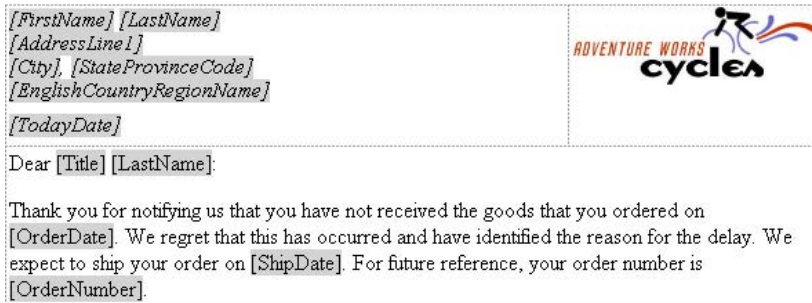 [FirstName] [LastName]
[AddressLine1]
[City], [StateProvinceCode]
[EnglishCountryRegionName]
[TodayDate]
ADVENTURE WORKS
cycles
Dear [Title] [LastName]:
Thank you for notifying us that you have not received the goods that you ordered on
[OrderDate]. We regret that this has occurred and have identified the reason for the delay. We
expect to ship your order on [ShipDate]. For future reference, your order number is
[OrderNumber].